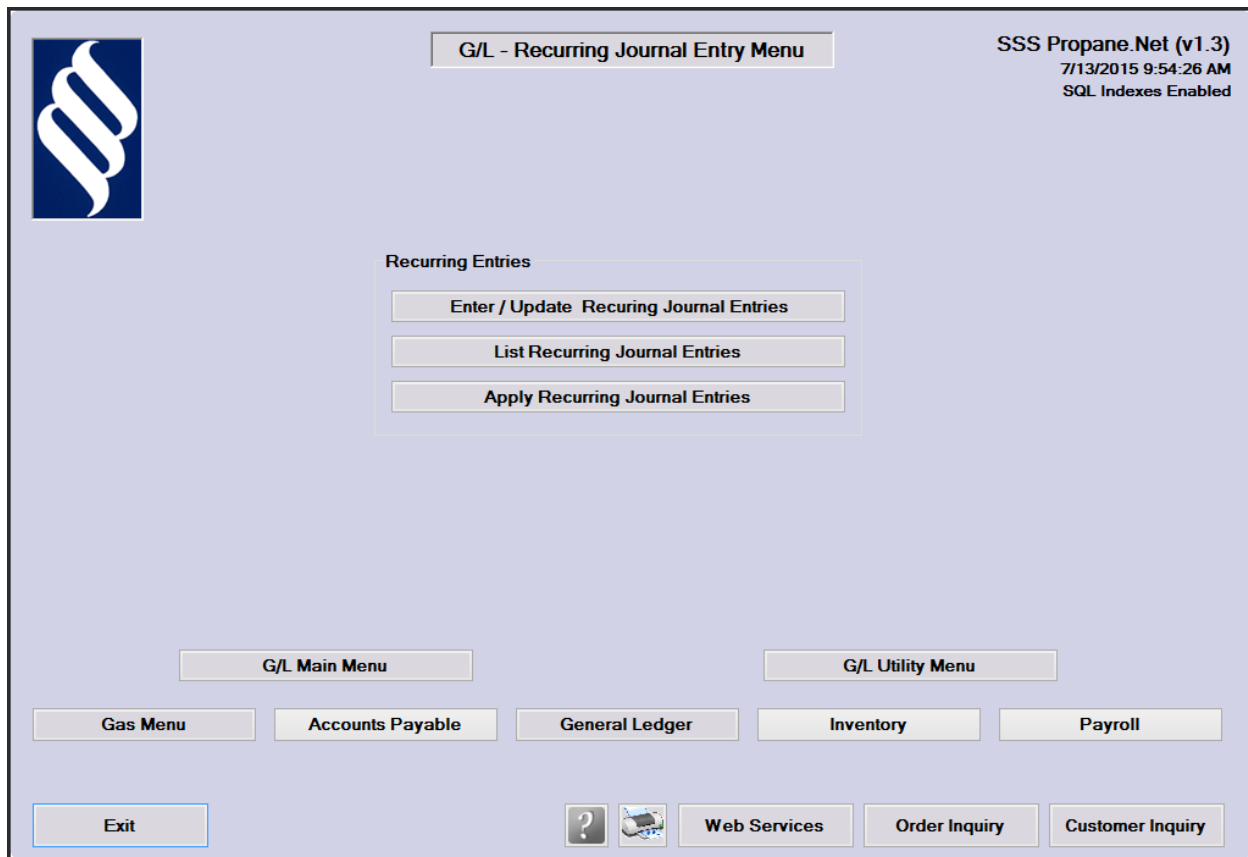 G/L - Recurring Journal Entry Menu
SSS Propane.Net (v1.3)
7/13/2015 9:54:26 AM
SQL Indexes Enabled
Recurring Entries
Enter / Update  Recuring Journal Entries
List Recurring Journal Entries
Apply Recurring Journal Entries
G/L Main Menu
G/L Utility Menu
Gas Menu
Accounts Payable
General Ledger
Inventory
Payroll
Exit
?
Web Services
Order Inquiry
Customer Inquiry